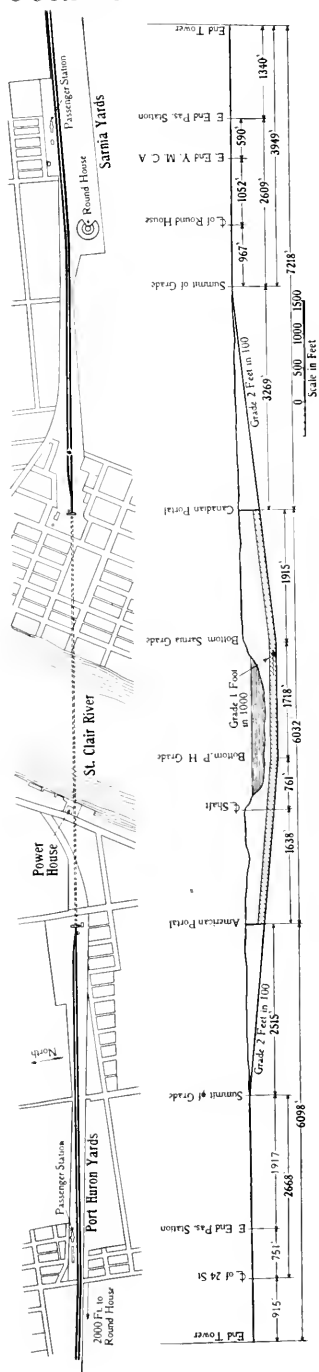 Passenger Station
Sarnia Yards
Round House
St. Clair River
Power
House
North
Passenger Station
Port Huron Yards
2000 Ft. to
Round House
End Tower
1340'
E. End Pas. Station
590'
3949'
E. End Y. M. C. A
1052'
2609'
℄ of Round House
967'
Summit of Grade
7218'
0 500 1000 1500
Scale in Feet
Grade 2 Feet in 100
3269'
Canadian Portal
1915'
Bottom Sarnia Grade
Grade 1 Foot
in 1000
1718'
6032
Bottom P H Grade
761'
℄ Shaft
1638'
American Portal
Grade 2 Feet in 100
2515'
Summit of Grade
6098'
1917
2668'
E End Pas. Station
751'
℄ of 24 St
915'
End Tower